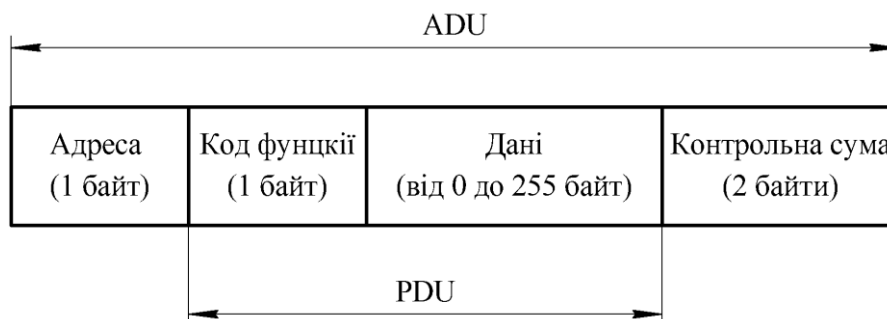 ADU
Адреса
(1 байт)
Код фунцкії
(1 байт)
Дані
(від 0 до 255 байт)
Контрольна сума
(2 байти)
PDU